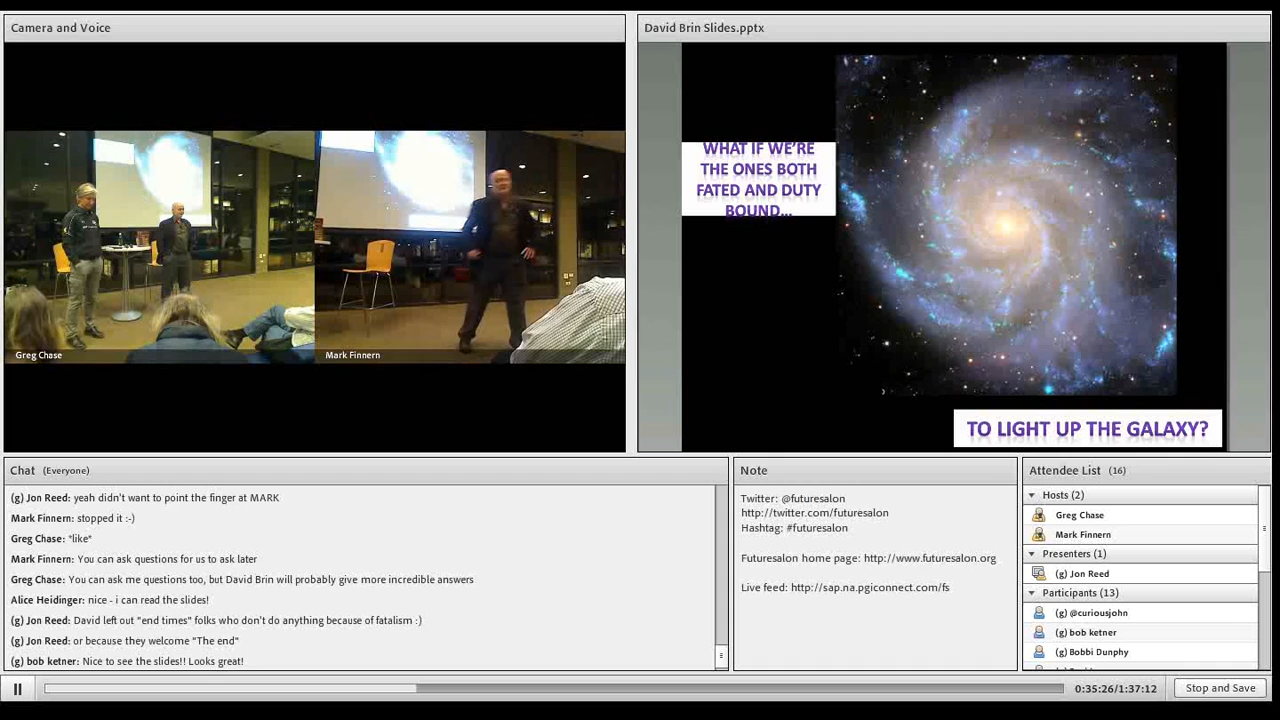 Camera and Voice
Greg Chase
Mark Finnern
David Brin Slides.pptx
WHAT IF WE'RE
THE ONES BOTH
FATED AND DUTY
BOUND...
TO LIGHT UP THE GALAXY?
Chat (Everyone)
(g) Jon Reed: yeah didn't want to point the finger at MARK
Mark Finnern: stopped it :-)
Greg Chase: *like*
Mark Finnern: You can ask questions for us to ask later
Greg Chase: You can ask me questions too, but David Brin will probably give more incredible answers
Alice Heidinger: nice - i can read the slides!
(g) Jon Reed: David left out "end times" folks who don't do anything because of fatalism :)
(g) Jon Reed: or because they welcome "The end"
(g) bob ketner: Nice to see the slides!! Looks great!
Note
Twitter: @futuresalon
http://twitter.com/futuresalon
Hashtag: #futuresalon
Futuresalon home page: http://www.futuresalon.org
Live feed: http://sap.na.pgiconnect.com/fs
Attendee List (16)
Hosts (2)
Greg Chase
Mark Finnern
Presenters (1)
(g) Jon Reed
Participants (13)
(g) @curiousjohn
(g) bob ketner
(g) Bobbi Dunphy
0:35:26/1:37:12
Stop and Save